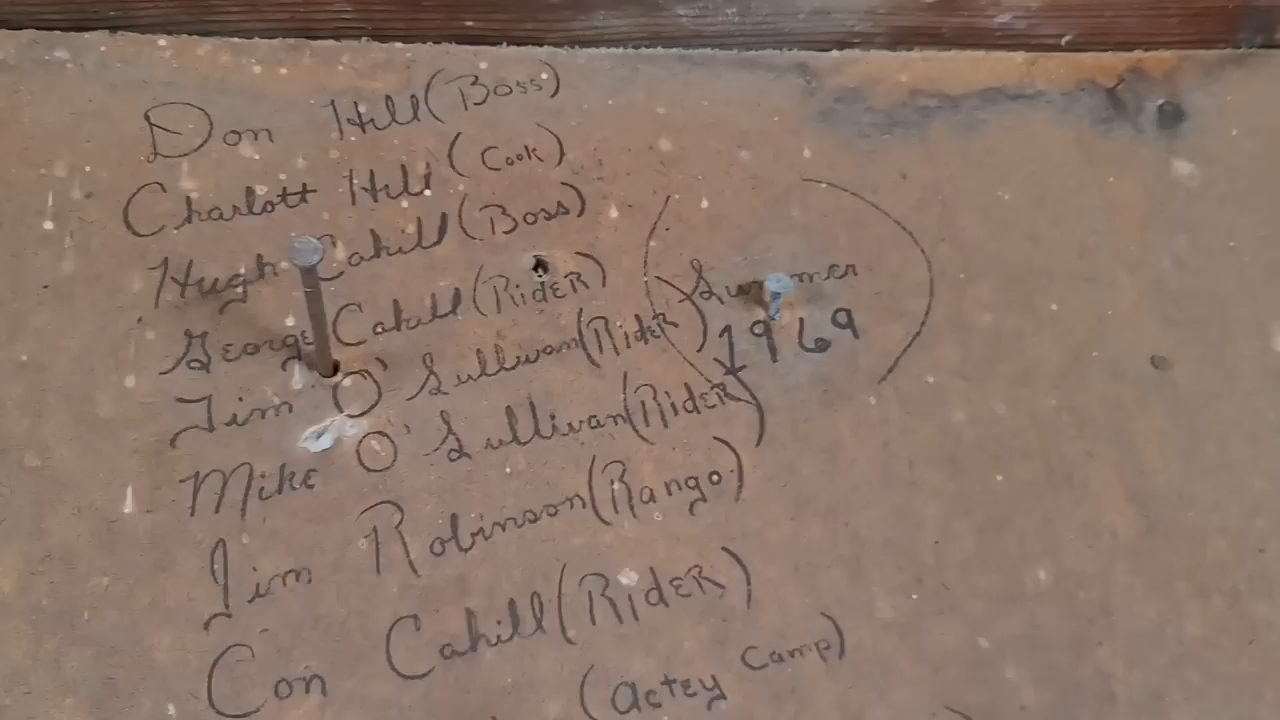 Don Hill (Boss)
Charlott Hill (Cook)
Hugh Cahill (Boss)
George Cahill (RidER)
Tim O'Sullivan (RidER)
Mike O'Sullivan (RidER)
Jim Robinson (Rango)
Con Cahill (RidER)
(actEy Camp)
Summer
1969